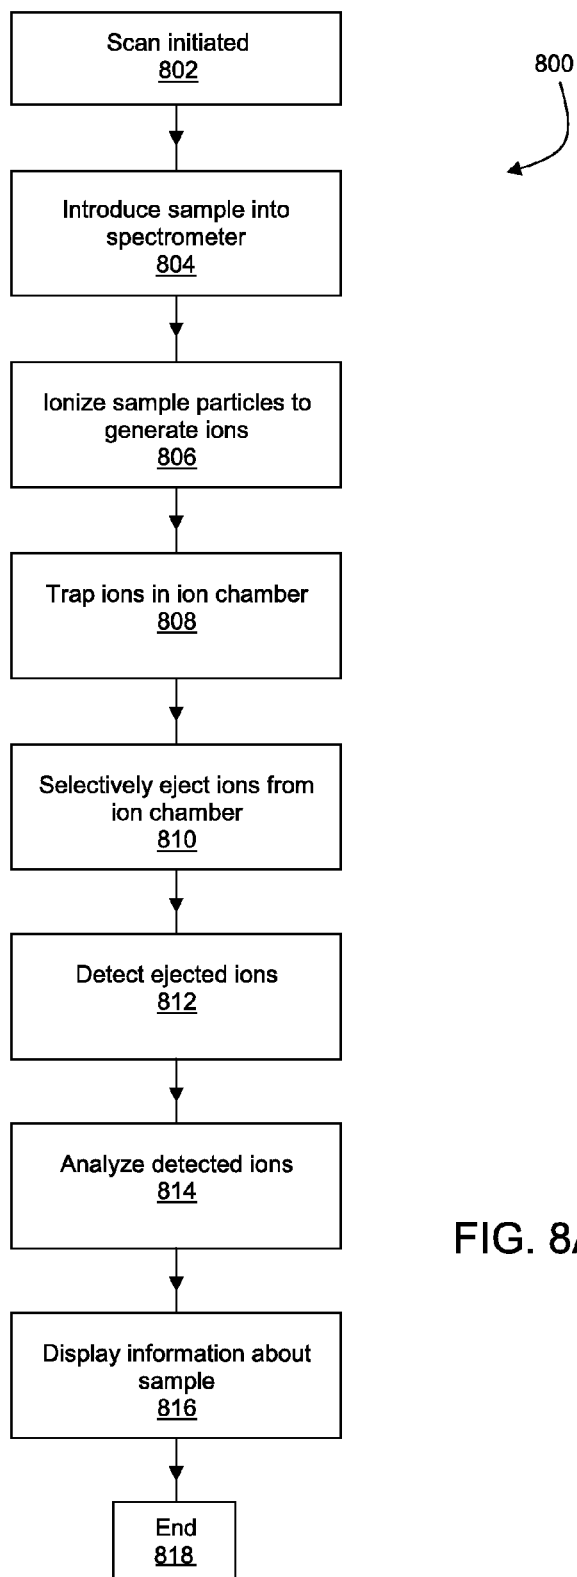 Scan initiated
802
800
Introduce sample into
spectrometer
804
Ionize sample particles to
generate ions
806
Trap ions in ion chamber
808
Selectively eject ions from
ion chamber
810
Detect ejected ions
812
Analyze detected ions
814
FIG. 8A
Display information about
sample
816
End
818